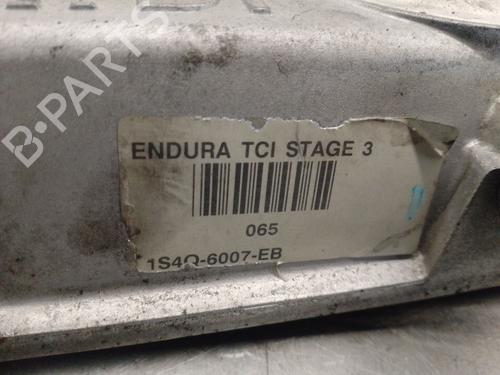 ENDURA TCI STAGE 3
065
1S4Q-6007-EB
B-PARTS